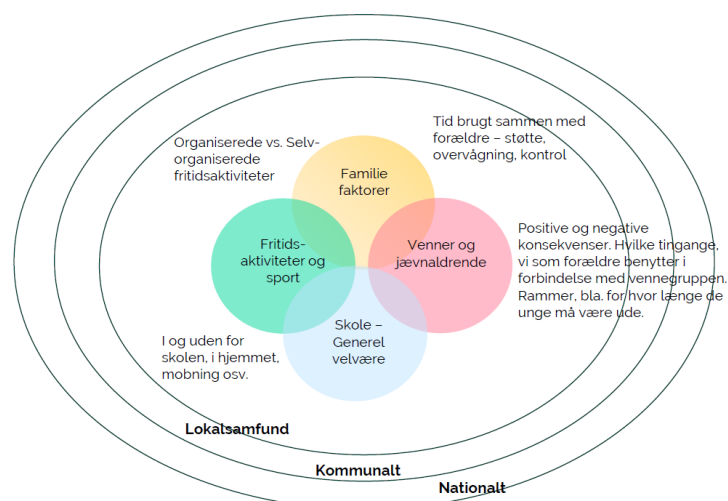 Tid brugt sammen med
forældre – støtte,
overvågning, kontrol
Organiserede vs. Selv-
organiserede
fritidsaktiviteter
Familie
faktorer
Fritids-
aktiviteter og
sport
Venner og
jævnaldrende
Positive og negative
konsekvenser. Hvilke tingange,
vi som forældre benytter i
forbindelse med vennegruppen.
Rammer, bla. for hvor længe de
unge må være ude.
Skole –
Generel
velvære
I og uden for
skolen, i hjemmet,
mobning osv.
Lokalsamfund
Kommunalt
Nationalt